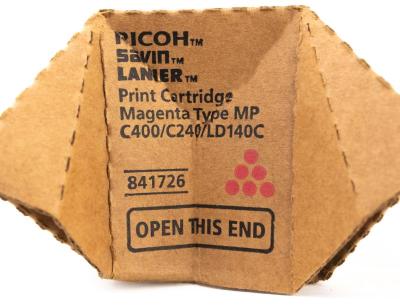 RICOH™
Savin™
LANIER™
Print Cartridge
Magenta Type MP
C400/C240/LD140C
841726
OPEN THIS END